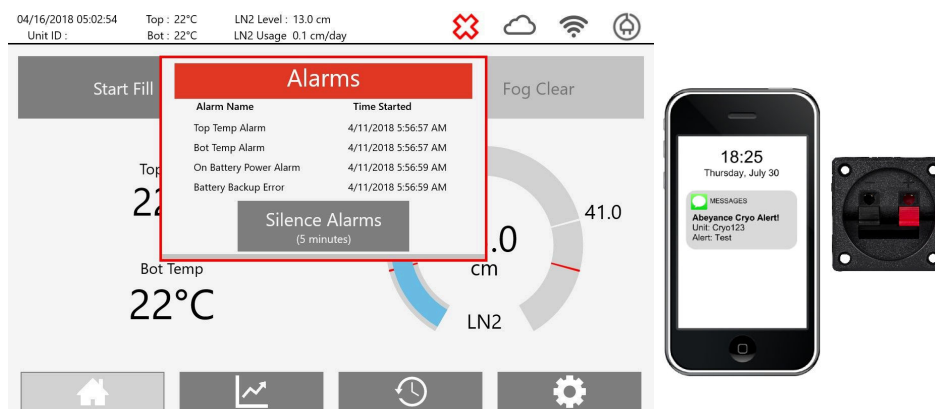 04/16/2018 05:02:54 Top : 22°C LN2 Level : 13.0 cm
Unit ID : Bot : 22°C LN2 Usage 0.1 cm/day
Start Fill
Fog Clear
Alarms
Alarm Name Time Started
Top Temp Alarm 4/11/2018 5:56:57 AM
Bot Temp Alarm 4/11/2018 5:56:57 AM
On Battery Power Alarm 4/11/2018 5:56:59 AM
Battery Backup Error 4/11/2018 5:56:59 AM
Silence Alarms
(5 minutes)
Top
22
.0
cm
41.0
Bot Temp
22°C
LN2
18:25
Thursday, July 30
MESSAGES
Abeyance Cryo Alert!
Unit: Cryo123
Alert: Test